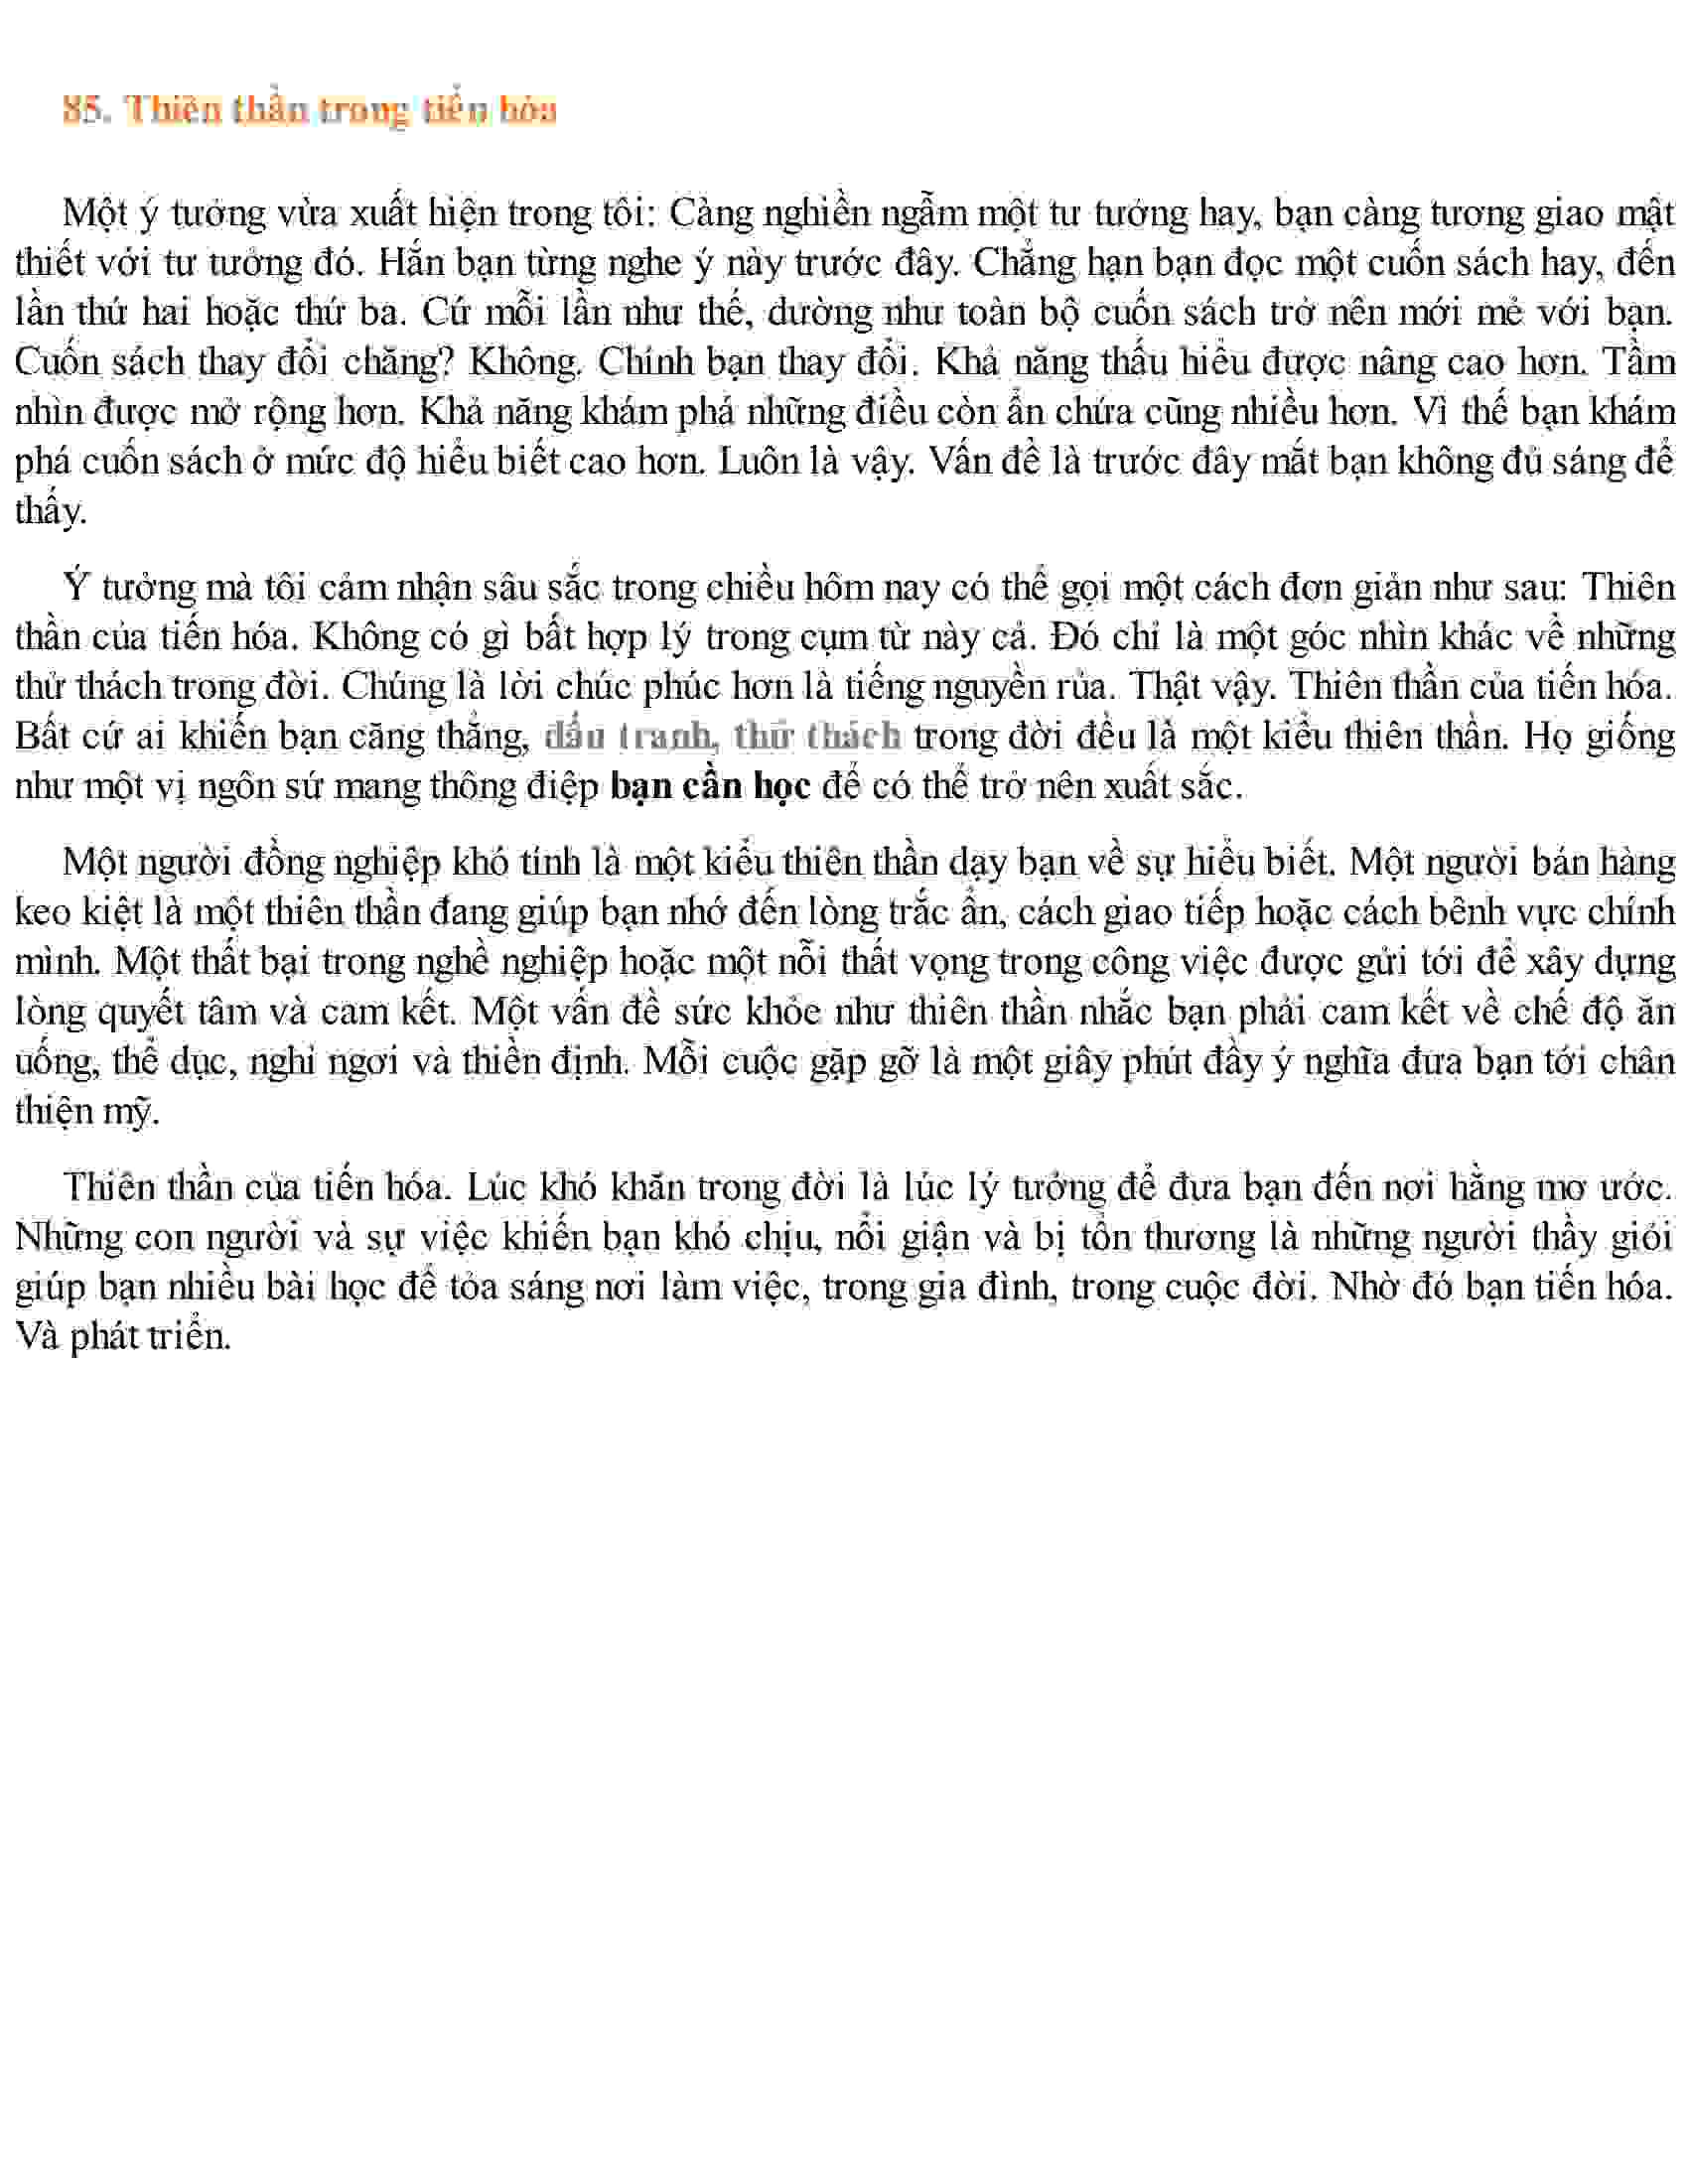 85. Thiên thần trong tiến hóa
Một ý tưởng vừa xuất hiện trong tôi: Càng nghiền ngẫm một tư tưởng hay, bạn càng tương giao mật
thiết với tư tưởng đó. Hẳn bạn từng nghe ý này trước đây. Chẳng hạn bạn đọc một cuốn sách hay, đến
lần thứ hai hoặc thứ ba. Cứ mỗi lần như thế, dường như toàn bộ cuốn sách trở nên mới mẻ với bạn.
Cuốn sách thay đổi chăng? Không. Chính bạn thay đổi. Khả năng thấu hiểu được nâng cao hơn. Tầm
nhìn được mở rộng hơn. Khả năng khám phá những điều còn ẩn chứa cũng nhiều hơn. Vì thế bạn khám
phá cuốn sách ở mức độ hiểu biết cao hơn. Luôn là vậy. Vấn đề là trước đây mắt bạn không đủ sáng để
thấy.
Ý tưởng mà tôi cảm nhận sâu sắc trong chiều hôm nay có thể gọi một cách đơn giản như sau: Thiên
thần của tiến hóa. Không có gì bất hợp lý trong cụm từ này cả. Đó chỉ là một góc nhìn khác về những
thử thách trong đời. Chúng là lời chúc phúc hơn là tiếng nguyền rủa. Thật vậy. Thiên thần của tiến hóa.
Bất cứ ai khiến bạn căng thẳng, đấu tranh, thử thách trong đời đều là một kiểu thiên thần. Họ giống
như một vị ngôn sứ mang thông điệp bạn cần học để có thể trở nên xuất sắc.
Một người đồng nghiệp khó tính là một kiểu thiên thần dạy bạn về sự hiểu biết. Một người bán hàng
keo kiệt là một thiên thần đang giúp bạn nhớ đến lòng trắc ẩn, cách giao tiếp hoặc cách bênh vực chính
mình. Một thất bại trong nghề nghiệp hoặc một nỗi thất vọng trong công việc được gửi tới để xây dựng
lòng quyết tâm và cam kết. Một vấn đề sức khỏe như thiên thần nhắc bạn phải cam kết về chế độ ăn
uống, thể dục, nghỉ ngơi và thiền định. Mỗi cuộc gặp gỡ là một giây phút đầy ý nghĩa đưa bạn tới chân
thiện mỹ.
Thiên thần của tiến hóa. Lúc khó khăn trong đời là lúc lý tưởng để đưa bạn đến nơi hằng mơ ước.
Những con người và sự việc khiến bạn khó chịu, nổi giận và bị tổn thương là những người thầy giỏi
giúp bạn nhiều bài học để tỏa sáng nơi làm việc, trong gia đình, trong cuộc đời. Nhờ đó bạn tiến hóa.
Và phát triển.